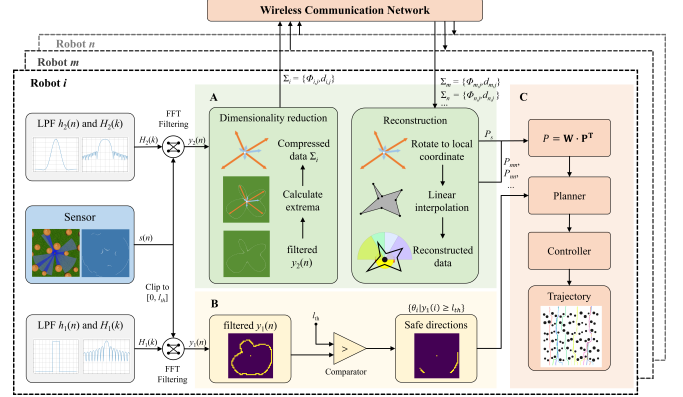 Wireless Communication Network
Robot n
Robot m
Robot i
Σi = {Φi,j, di,j}
Σm = {Φm,j, dm,j}
Σn = {Φn,j, dn,j}
...
A
C
LPF h2(n) and H2(k)
H2(k)
FFT
Filtering
y2(n)
Dimensionality reduction
Compressed
data Σi
Calculate
extrema
filtered
y2(n)
Reconstruction
Rotate to local
coordinate
Linear
interpolation
Reconstructed
data
Ps
Pmn,
Pnn,
...
P = W · P^T
Planner
Controller
Trajectory
Sensor
s(n)
Clip to
[0, lth]
B
LPF h1(n) and H1(k)
H1(k)
FFT
Filtering
y1(n)
filtered y1(n)
lth
>
Comparator
{θi|y1(i) ≥ lth}
Safe directions